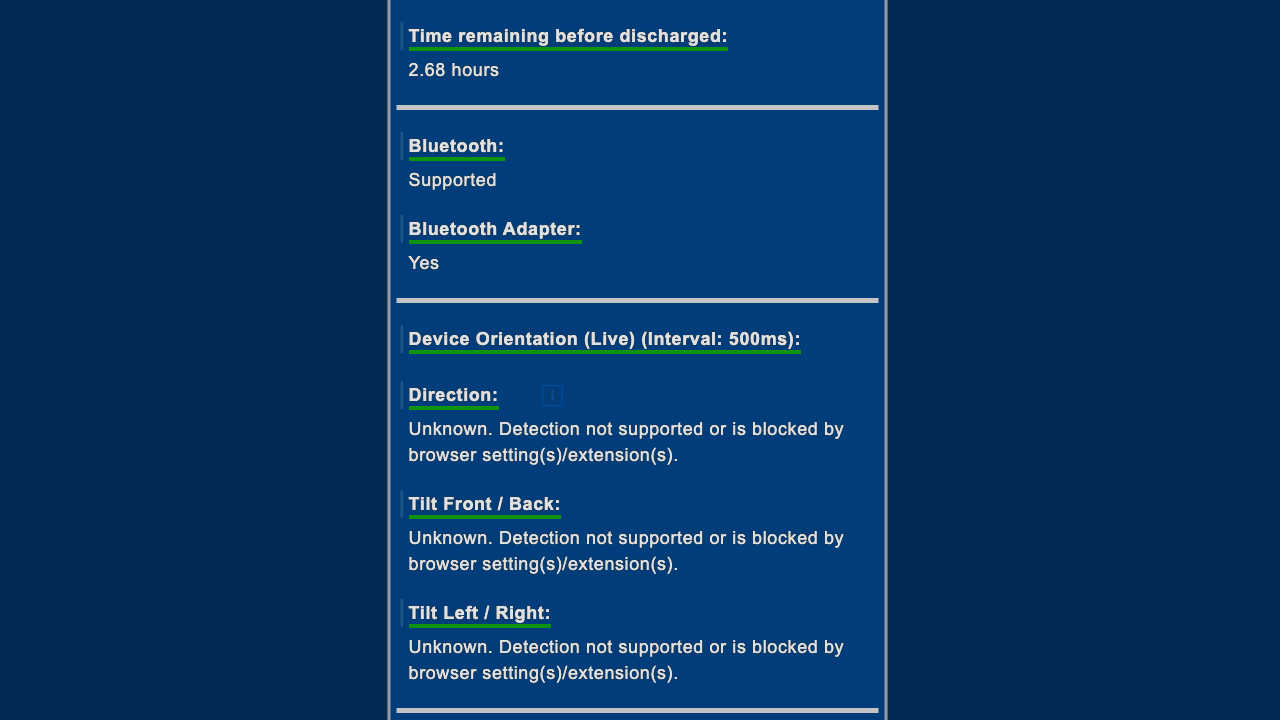 Time remaining before discharged:
2.68 hours
Bluetooth:
Supported
Bluetooth Adapter:
Yes
Device Orientation (Live) (Interval: 500ms):
Direction:
Unknown. Detection not supported or is blocked by
browser setting(s)/extension(s).
Tilt Front / Back:
Unknown. Detection not supported or is blocked by
browser setting(s)/extension(s).
Tilt Left / Right:
Unknown. Detection not supported or is blocked by
browser setting(s)/extension(s).